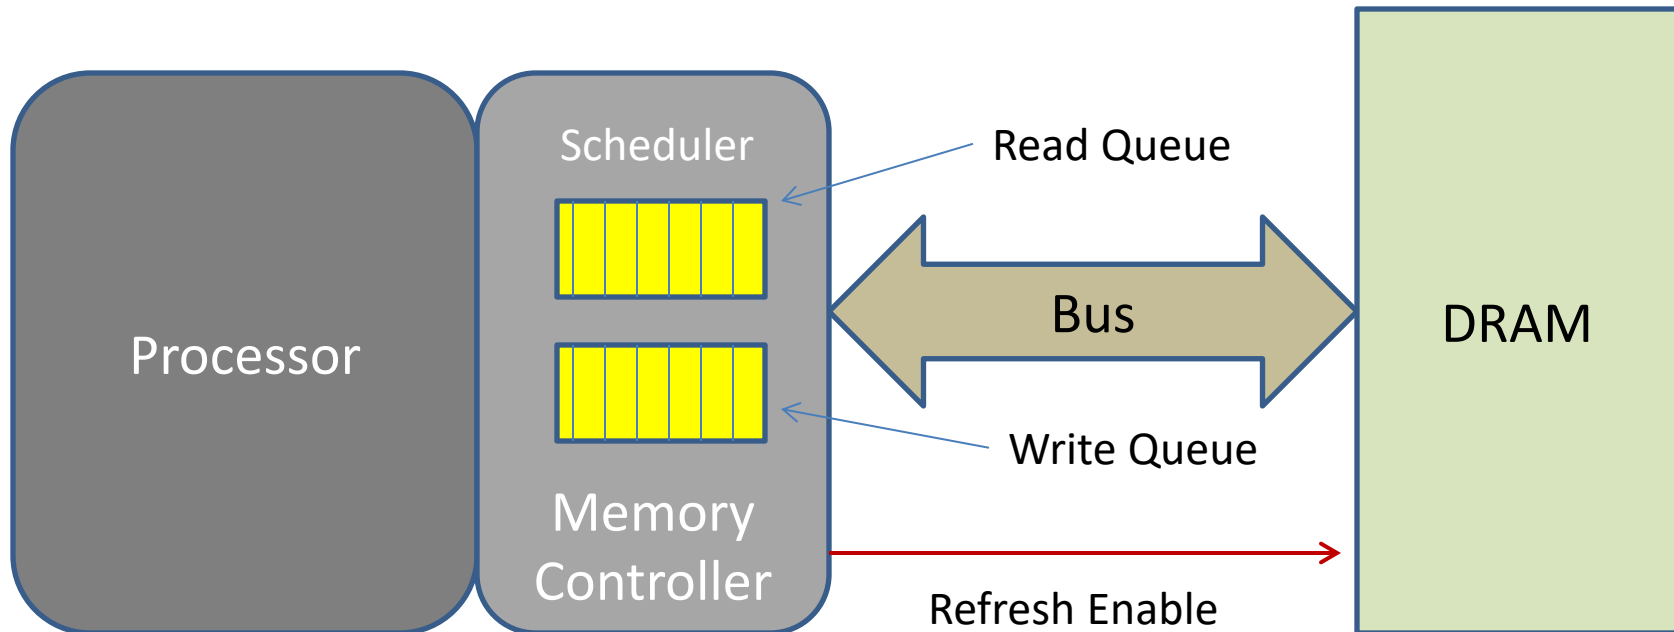 Processor
Scheduler
Memory
Controller
Read Queue
Bus
Write Queue
Refresh Enable
DRAM